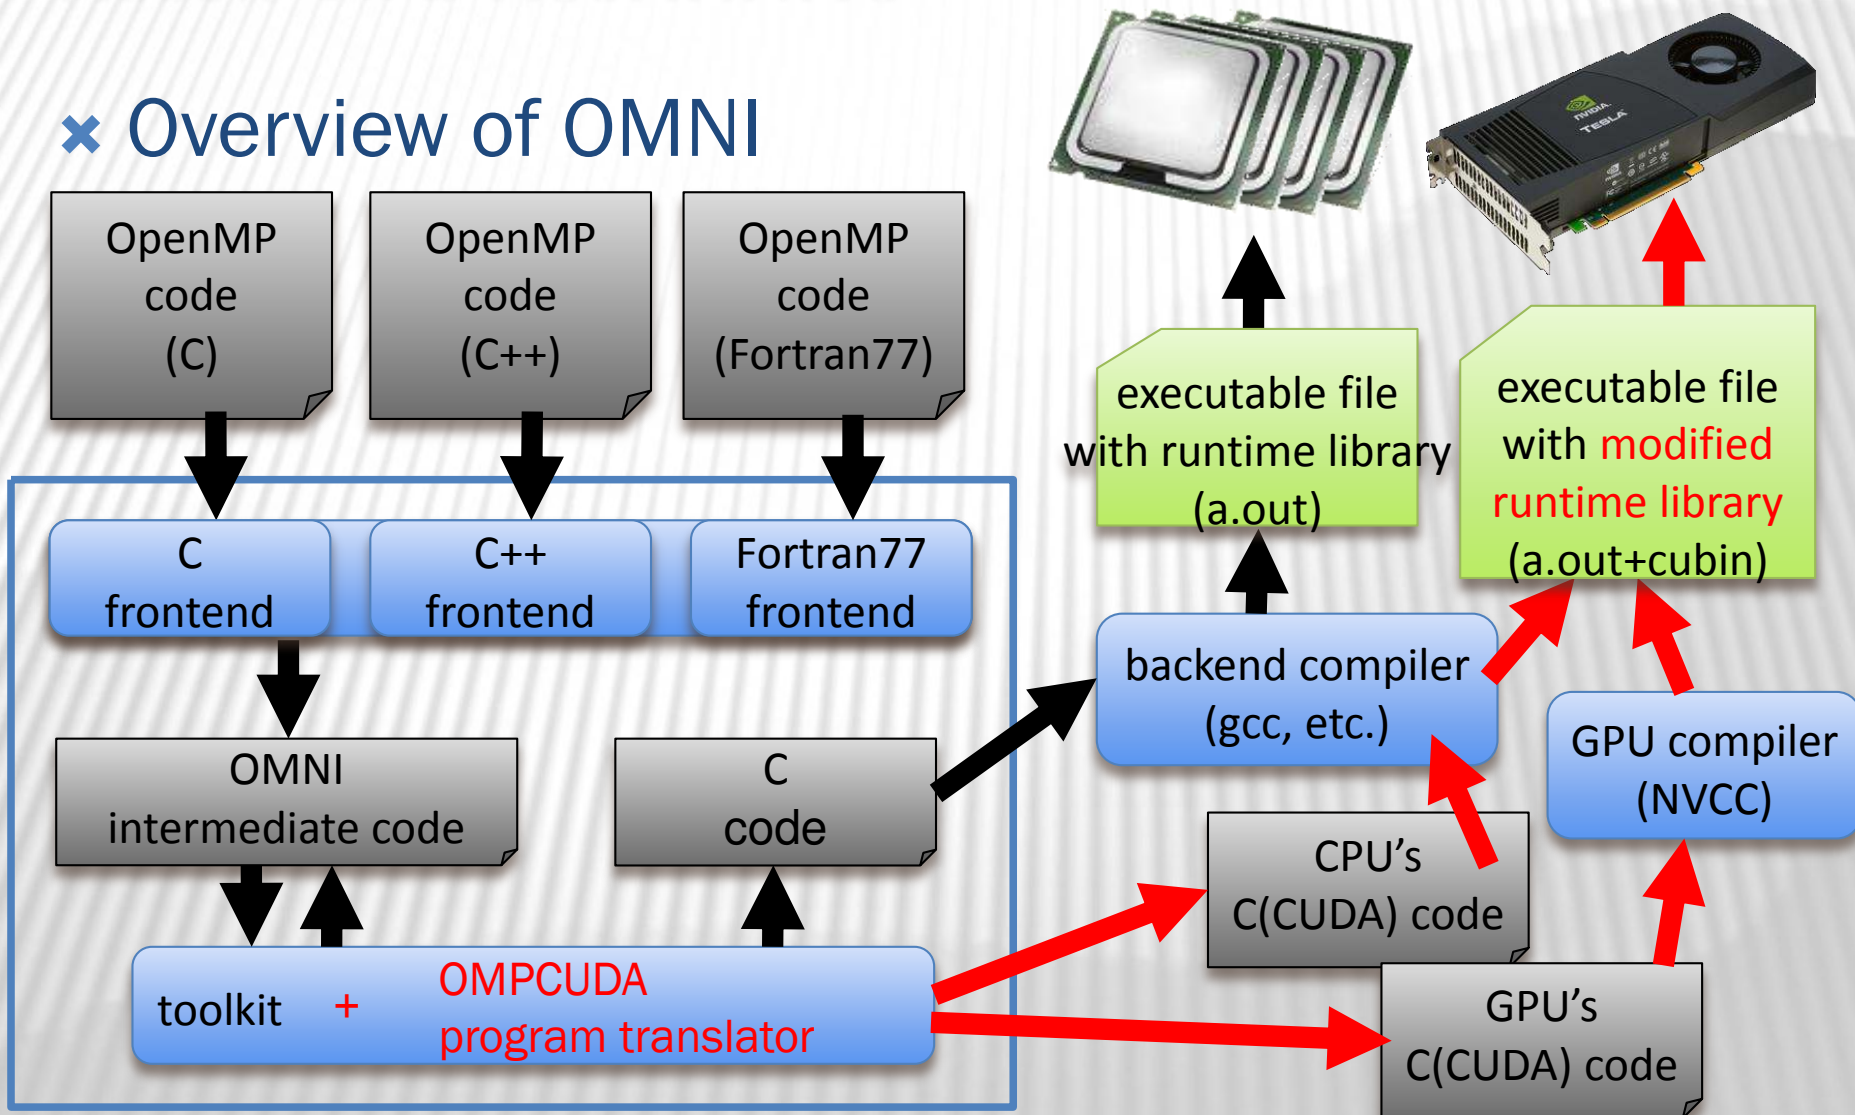 Overview of OMNI
OpenMP
code
(C)
OpenMP
code
(C++)
OpenMP
code
(Fortran77)
C
frontend
C++
frontend
Fortran77
frontend
OMNI
intermediate code
C
code
toolkit + OMPCUDA
program translator
NVIDIA.
TESLA
executable file
with runtime library
(a.out)
executable file
with modified
runtime library
(a.out+cubin)
backend compiler
(gcc, etc.)
GPU compiler
(NVCC)
CPU's
C(CUDA) code
GPU's
C(CUDA) code